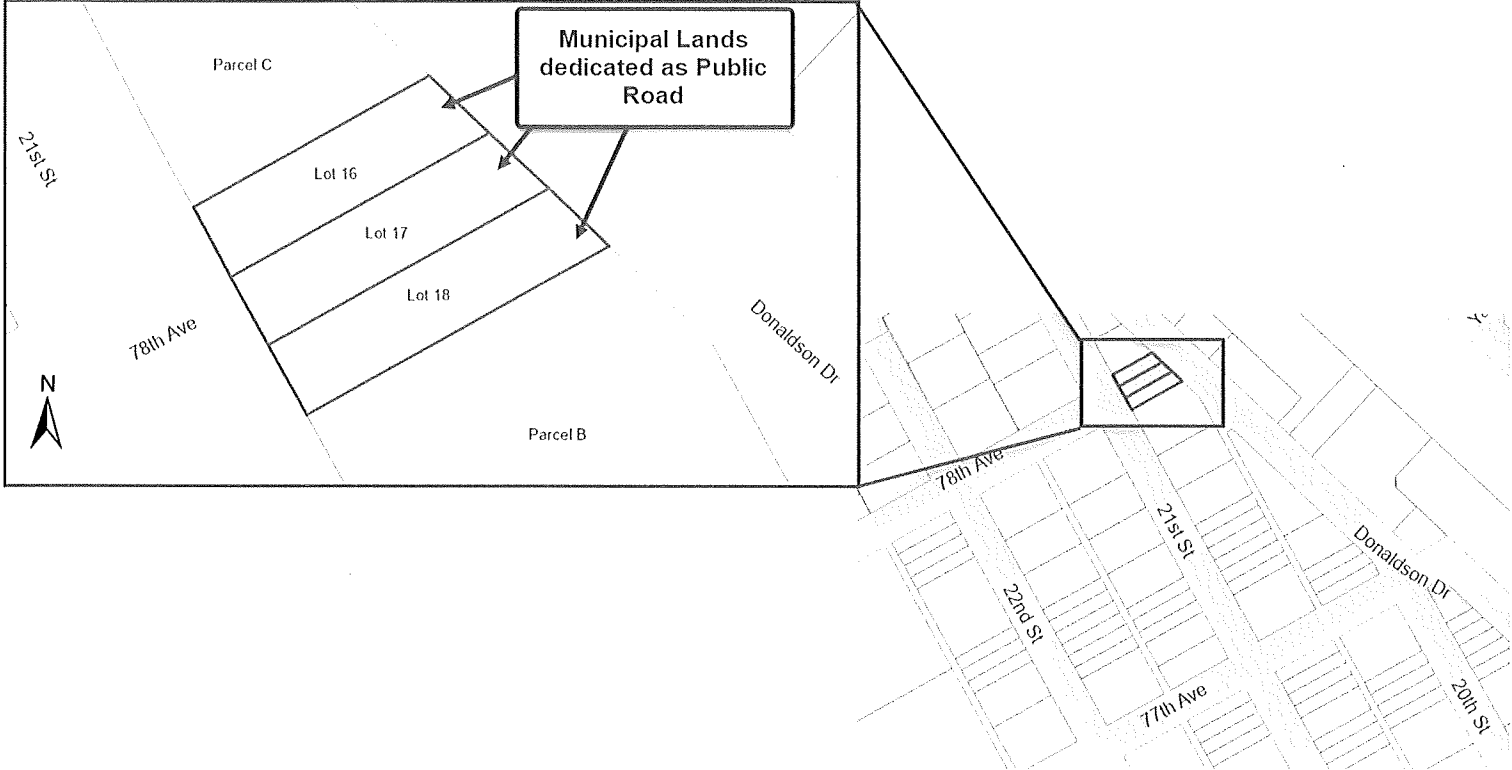 Municipal Lands
dedicated as Public
Road
Parcel C
21st St
Lot 16
Lot 17
Lot 18
78th Ave
Donaldson Dr
N
Parcel B
78th Ave
21st St
Donaldson Dr
22nd St
77th Ave
20th St